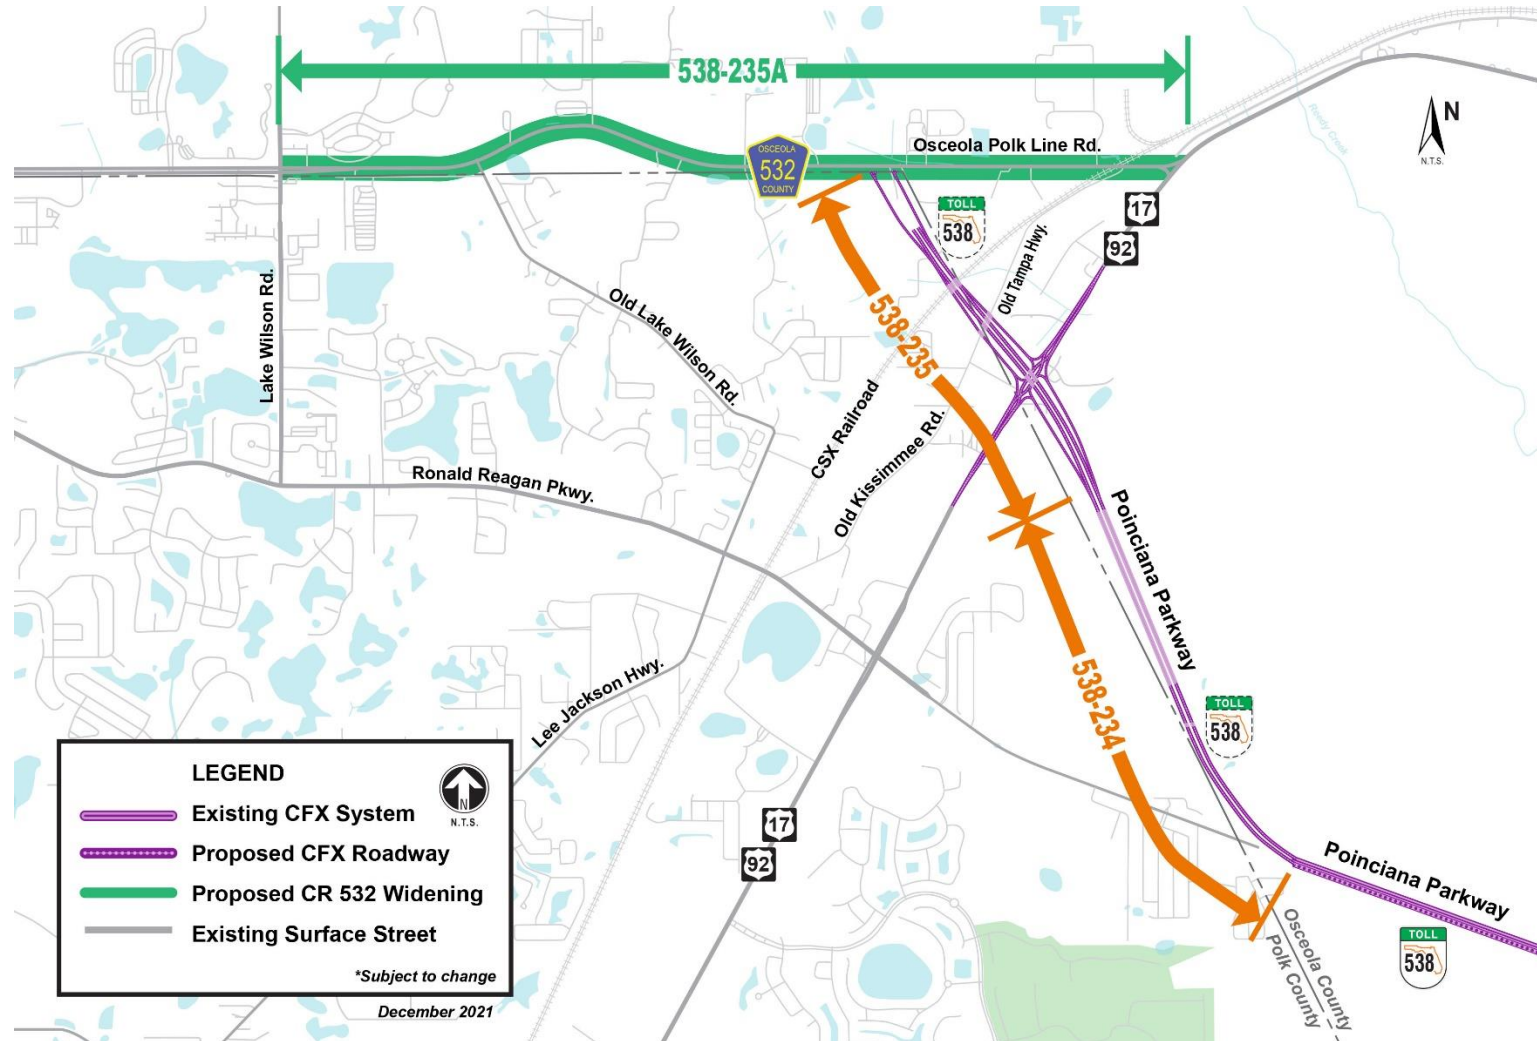 538-235A
N
N.T.S.
Reedy Creek
Osceola Polk Line Rd.
OSCEOLA
532
COUNTY
TOLL
538
17
92
Old Tampa Hwy.
Lake Wilson Rd.
Old Lake Wilson Rd.
538-235
CSX Railroad
Old Kissimmee Rd.
Ronald Reagan Pkwy.
Poinciana Parkway
538-234
Lee Jackson Hwy.
TOLL
538
17
92
Poinciana Parkway
TOLL
538
Osceola County
Polk County
LEGEND
N
N.T.S.
Existing CFX System
Proposed CFX Roadway
Proposed CR 532 Widening
Existing Surface Street
*Subject to change
December 2021